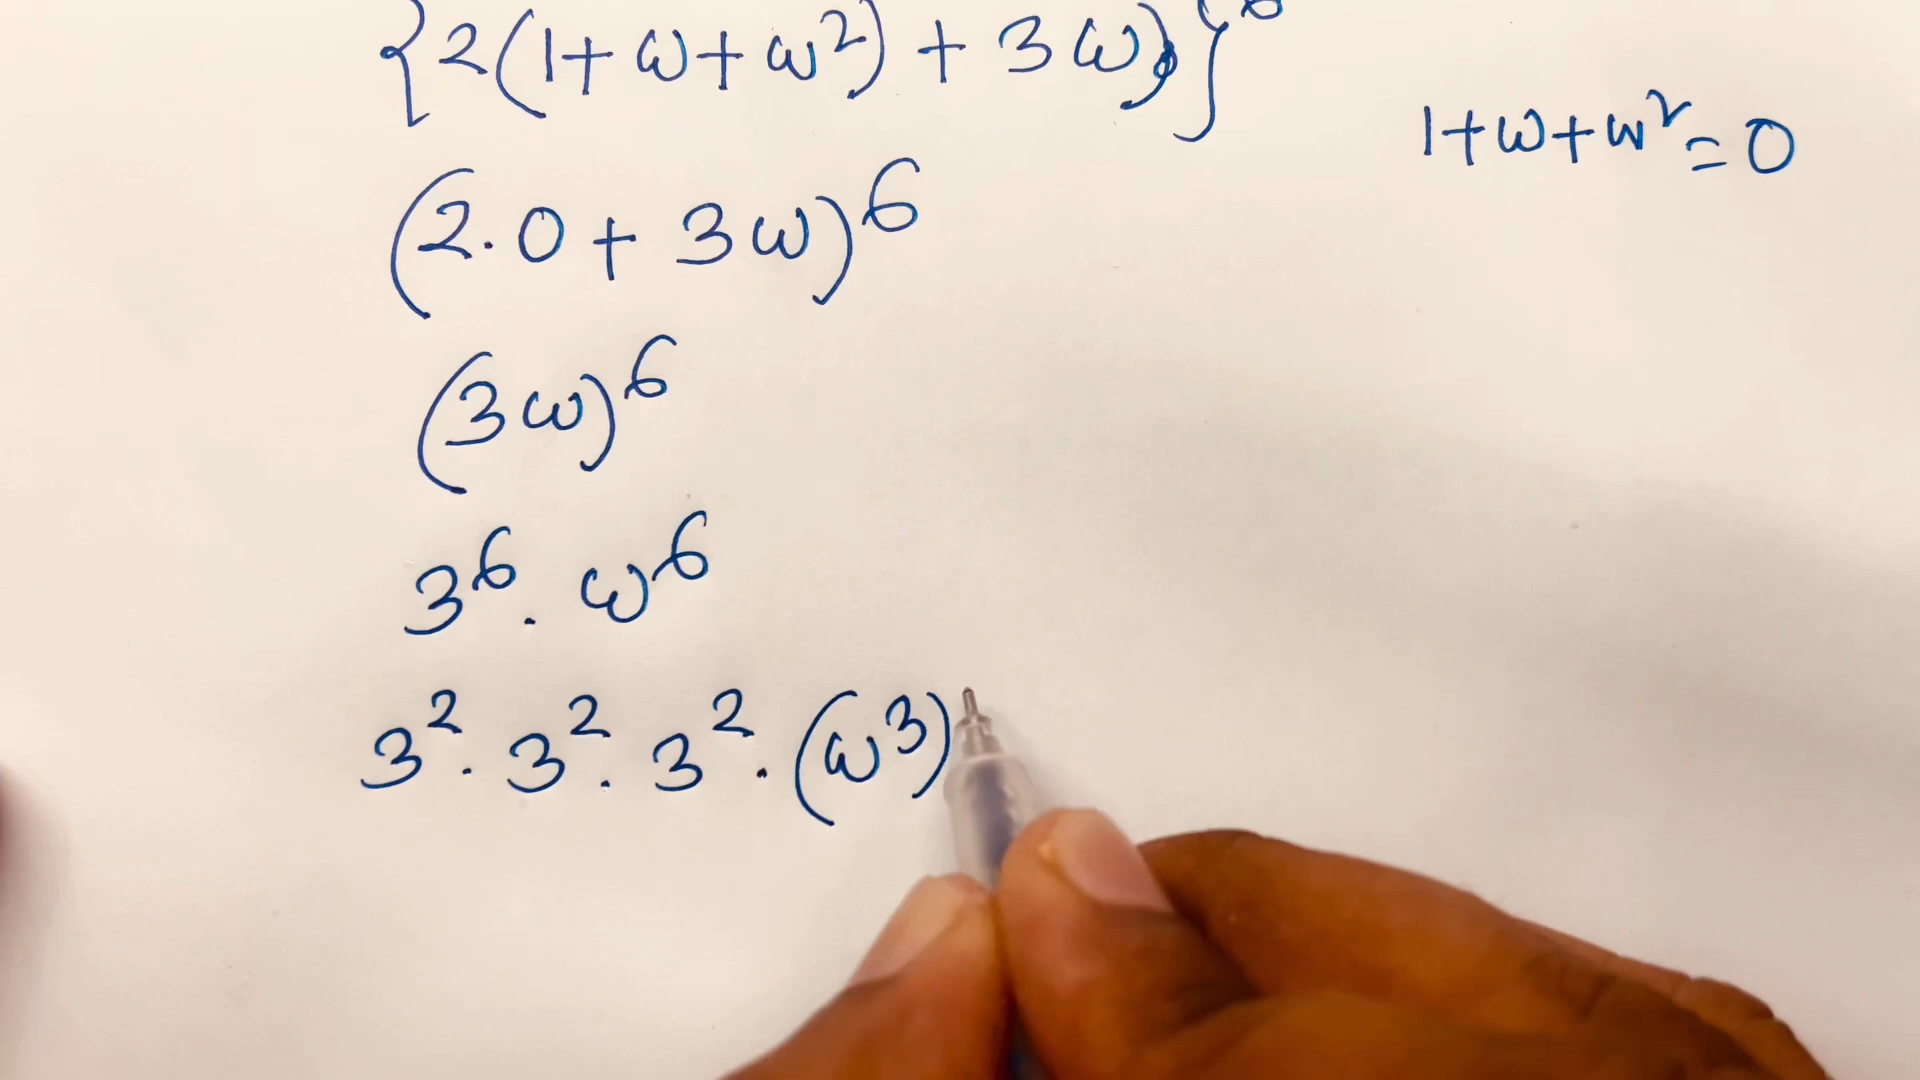 {2(1+ω+ω²)+3ω)}⁶
1+ω+ω²=0
(2.0+3ω)⁶
(3ω)⁶
3⁶.ω⁶
3².3².3².(ω³)